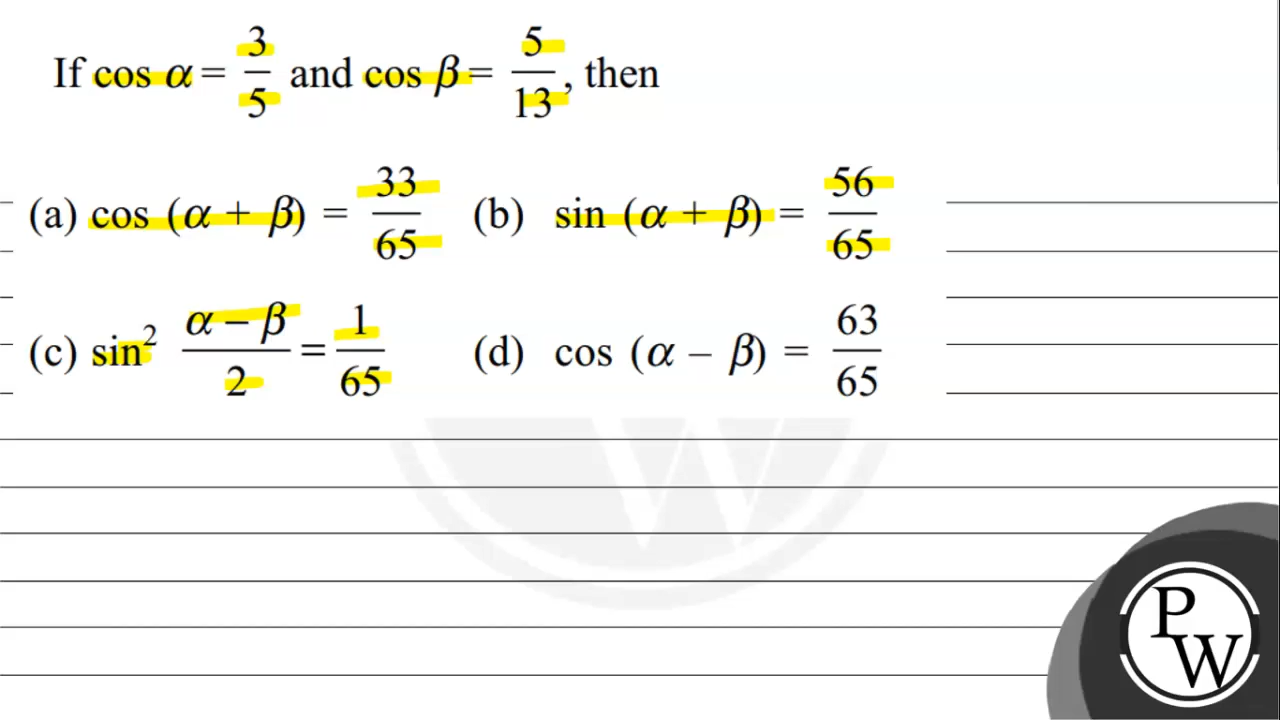 If cos α = 3/5 and cos β = 5/13, then
(a) cos (α + β) = 33/65 (b) sin (α + β) = 56/65
(c) sin² (α – β)/2 = 1/65 (d) cos (α – β) = 63/65
P
W